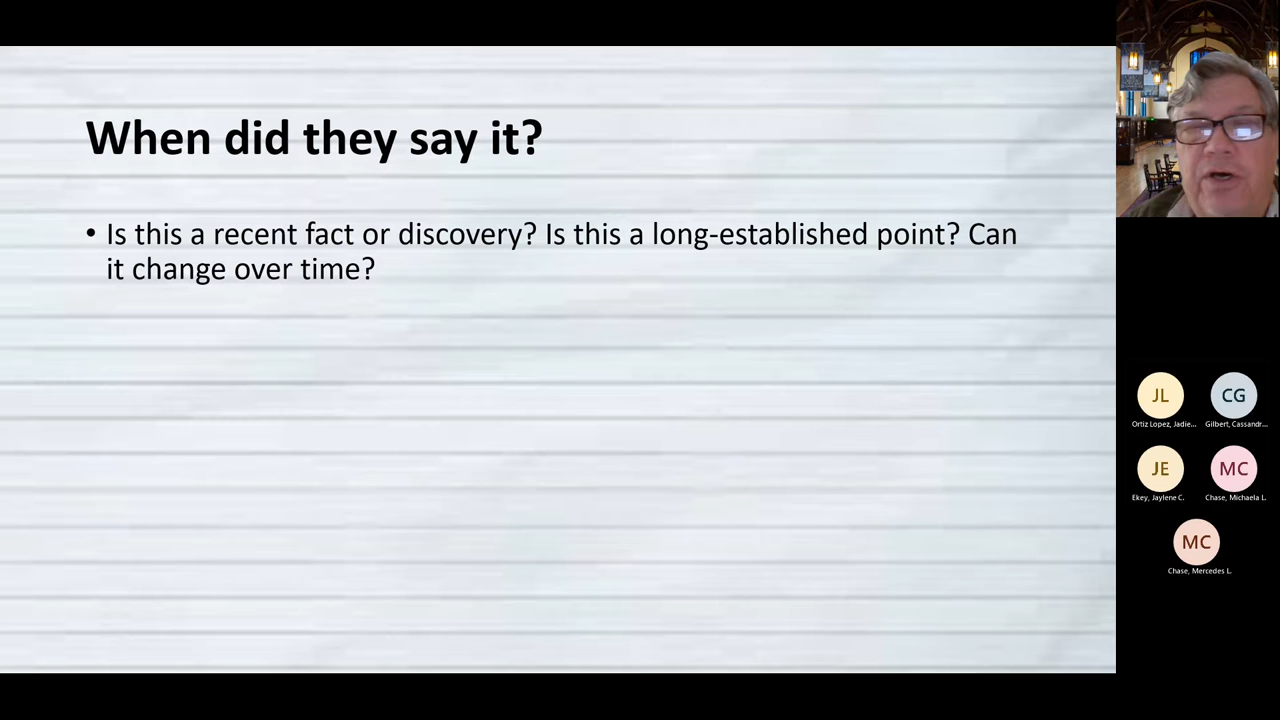 When did they say it?
• Is this a recent fact or discovery? Is this a long-established point? Can
it change over time?
JL
CG
Ortiz Lopez, Jadie...
Gilbert, Cassandr...
JE
MC
Ekey, Jaylene C.
Chase, Michaela L.
MC
Chase, Mercedes L.